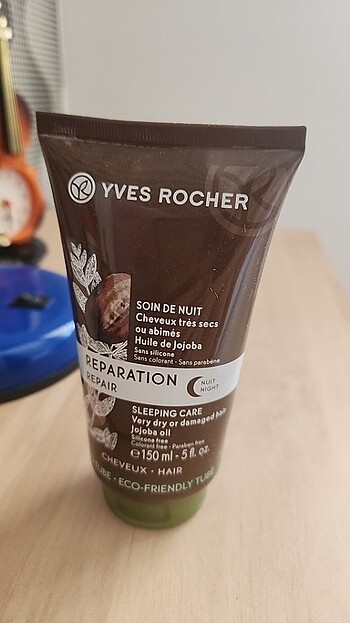 YR YVES ROCHER
SOIN DE NUIT
Cheveux très secs
ou abîmés
Huile de Jojoba
Sans silicone
Sans colorant - Sans parabène
REPARATION
REPAIR
NUIT
NIGHT
SLEEPING CARE
Very dry or damaged hair
Jojoba oil
Silicone free
Colorant free - Paraben free
℮150 ml - 5 fl. oz.
CHEVEUX · HAIR
TUBE · ECO-FRIENDLY TUBE